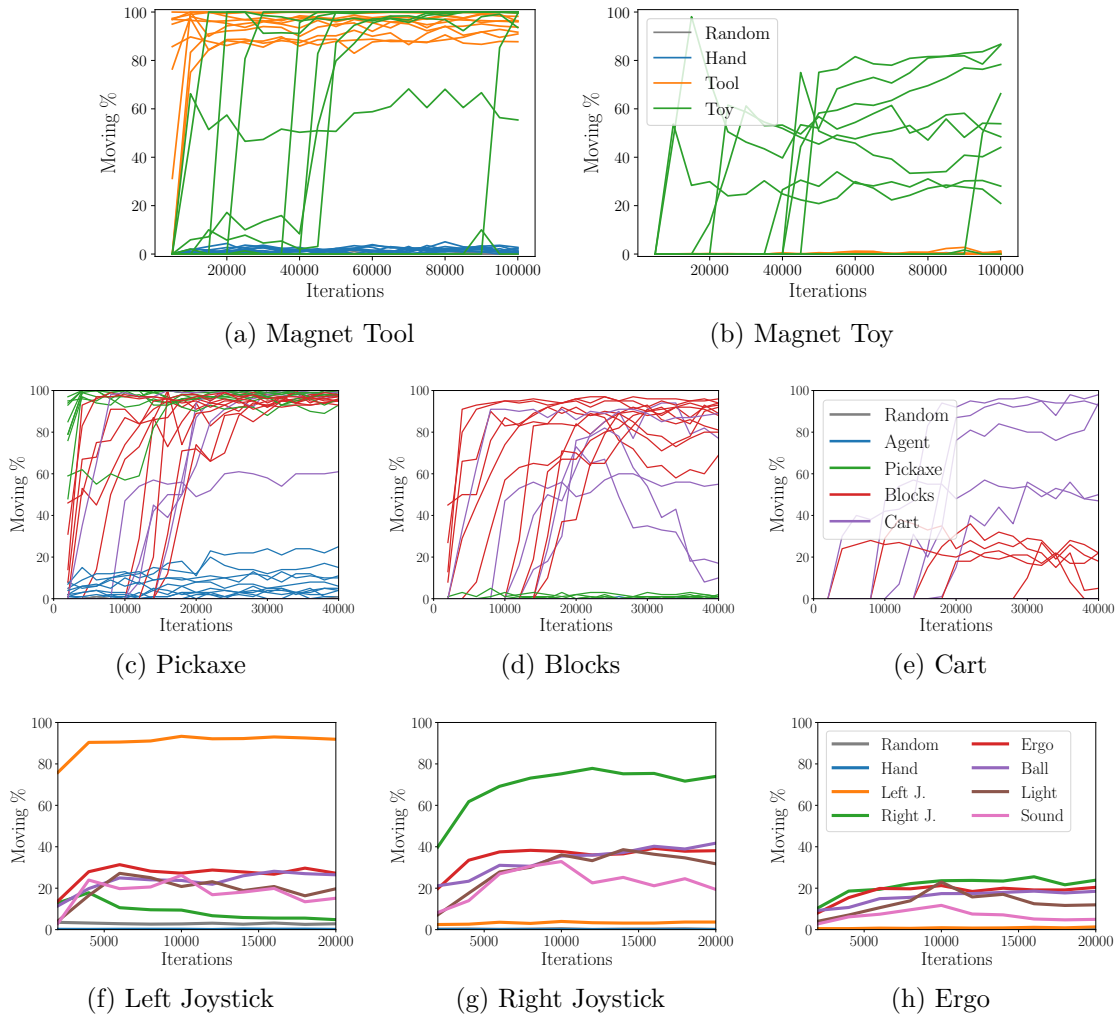 100
80
60
40
20
0
Moving %
20000
40000
60000
80000
100000
Iterations
(a) Magnet Tool
100
80
60
40
20
0
Moving %
Random
Hand
Tool
Toy
20000
40000
60000
80000
100000
Iterations
(b) Magnet Toy
100
80
60
40
20
0
Moving %
0
10000
20000
30000
40000
Iterations
(c) Pickaxe
100
80
60
40
20
0
Moving %
0
10000
20000
30000
40000
Iterations
(d) Blocks
100
80
60
40
20
0
Moving %
Random
Agent
Pickaxe
Blocks
Cart
0
10000
20000
30000
40000
Iterations
(e) Cart
100
80
60
40
20
0
Moving %
5000
10000
15000
20000
Iterations
(f) Left Joystick
100
80
60
40
20
0
Moving %
5000
10000
15000
20000
Iterations
(g) Right Joystick
100
80
60
40
20
0
Moving %
Random
Hand
Left J.
Right J.
Ergo
Ball
Light
Sound
5000
10000
15000
20000
Iterations
(h) Ergo